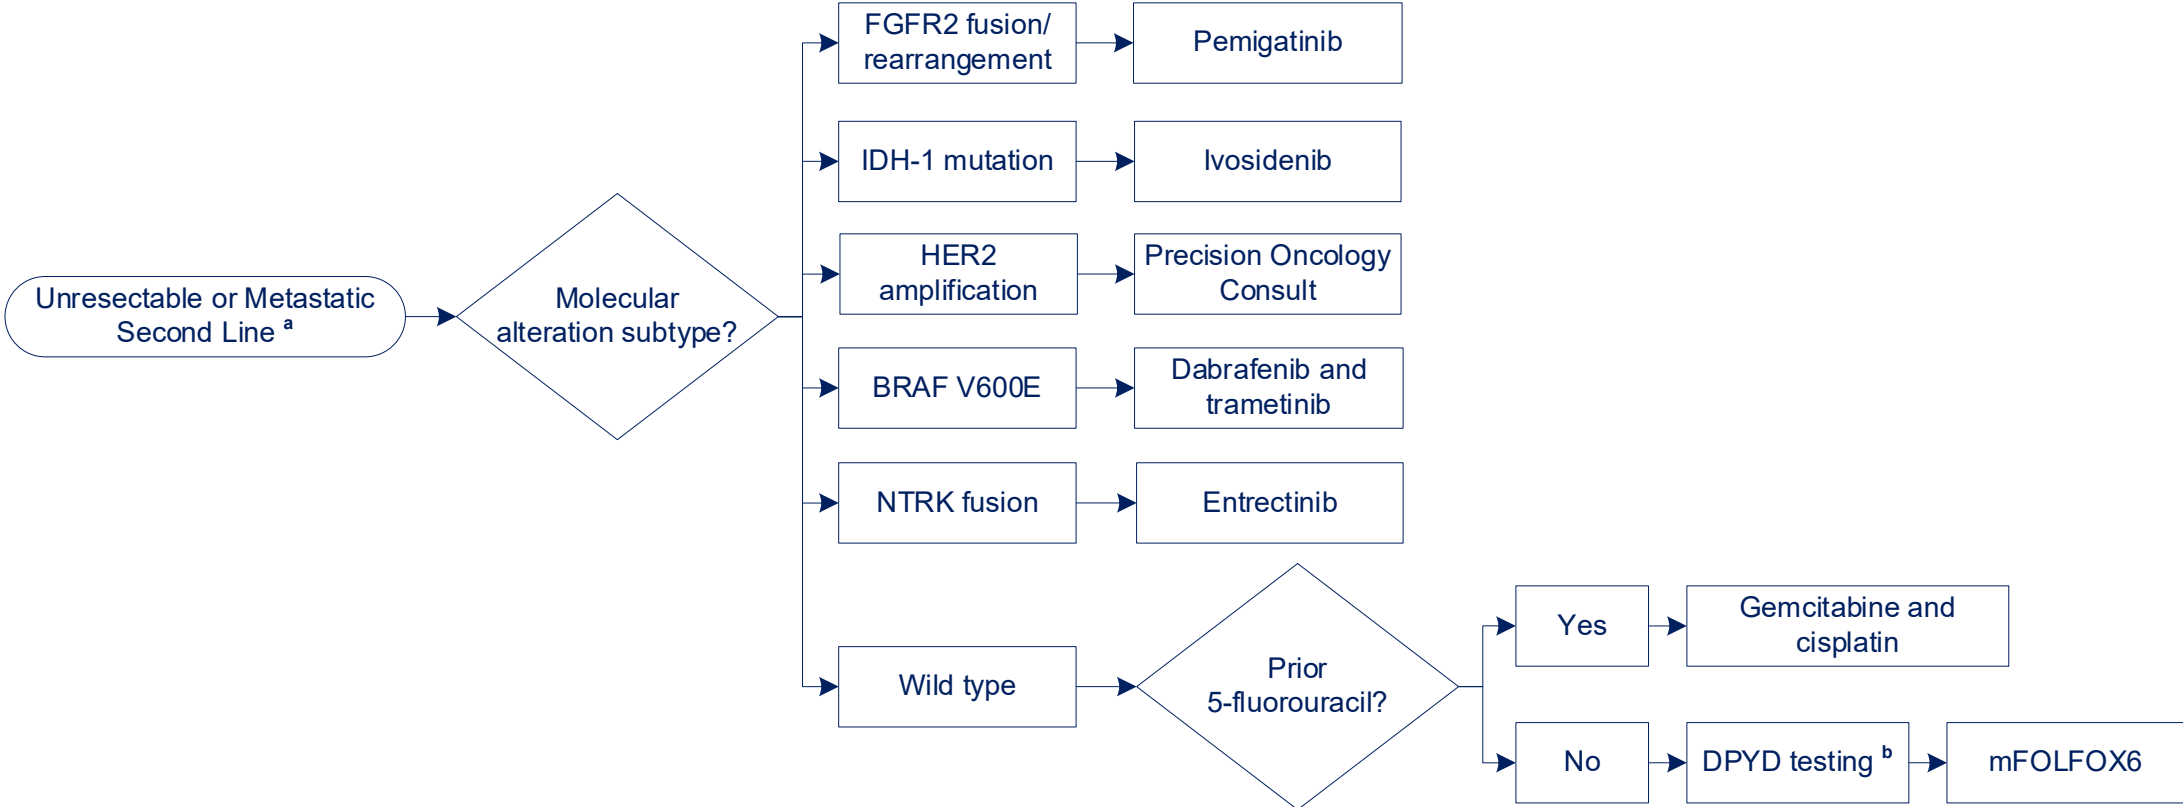 FGFR2 fusion/
rearrangement
Pemigatinib
IDH-1 mutation
Ivosidenib
HER2
amplification
Precision Oncology
Consult
Unresectable or Metastatic
Second Line a
Molecular
alteration subtype?
BRAF V600E
Dabrafenib and
trametinib
NTRK fusion
Entrectinib
Wild type
Prior
5-fluorouracil?
Yes
Gemcitabine and
cisplatin
No
DPYD testing b
mFOLFOX6